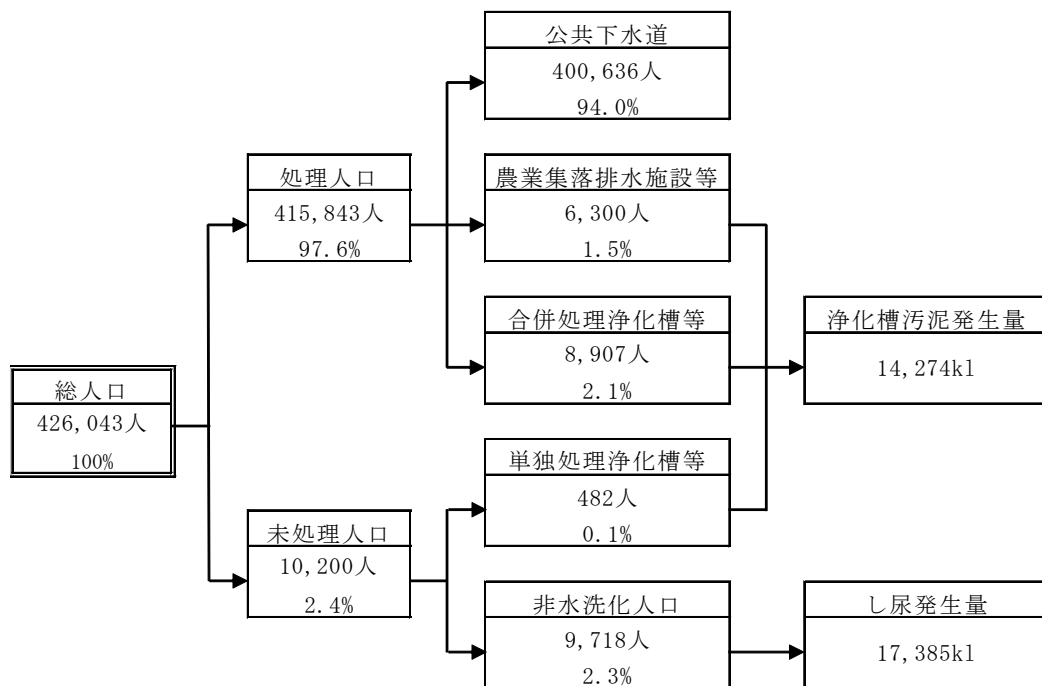 公共下水道
400,636人
94.0%
処理人口
415,843人
97.6%
農業集落排水施設等
6,300人
1.5%
合併処理浄化槽等
8,907人
2.1%
浄化槽汚泥発生量
14,274kl
総人口
426,043人
100%
単独処理浄化槽等
482人
0.1%
未処理人口
10,200人
2.4%
非水洗化人口
9,718人
2.3%
し尿発生量
17,385kl